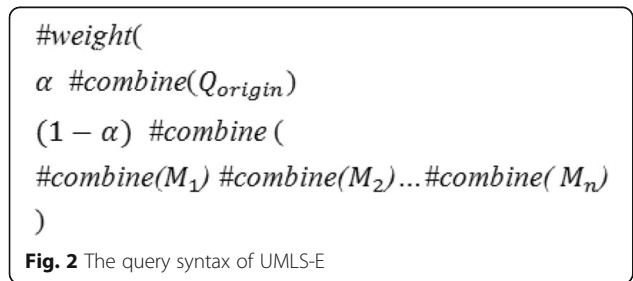 #weight(
α #combine(Q_origin)
(1 − α) #combine (
#combine(M_1) #combine(M_2)...#combine( M_n)
)
Fig. 2 The query syntax of UMLS-E